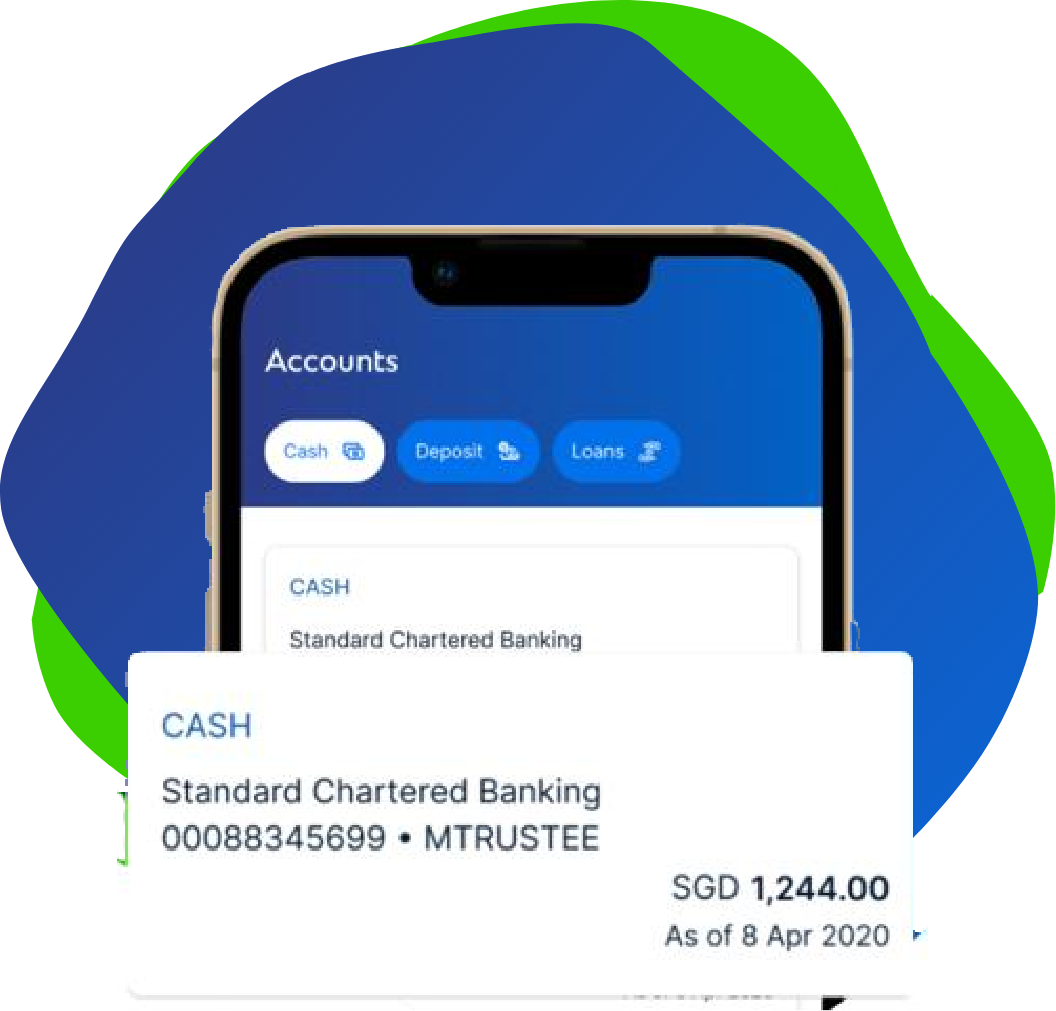 Accounts
Cash
Deposit
Loans
CASH
Standard Chartered Banking
CASH
Standard Chartered Banking
00088345699 • MTRUSTEE
SGD 1,244.00
As of 8 Apr 2020